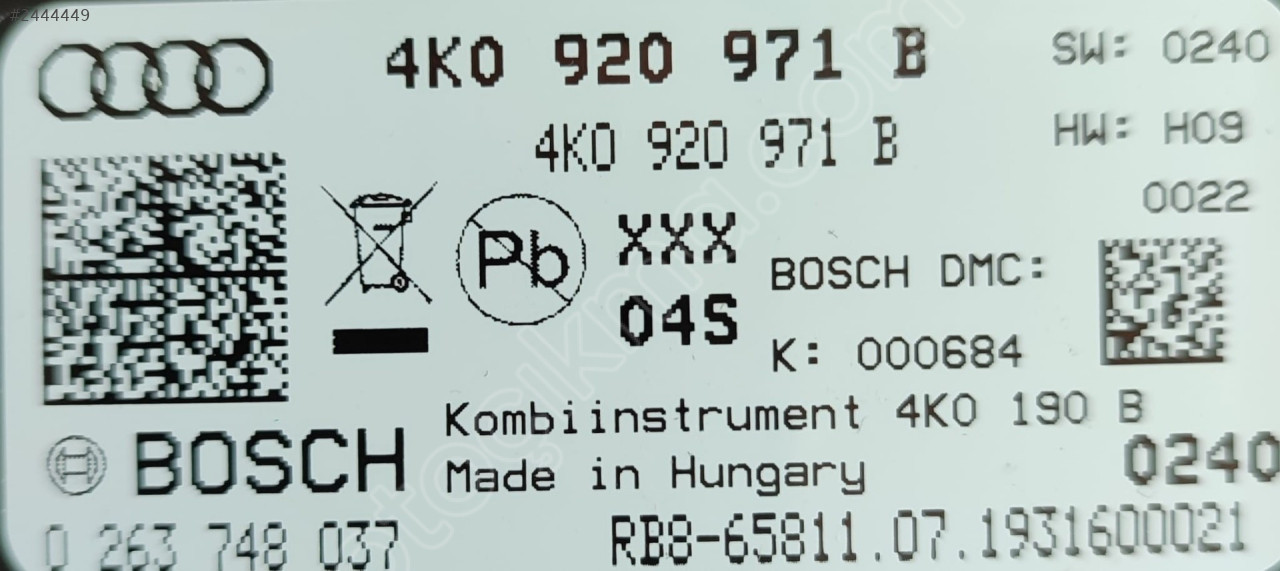 #2444449
4K0 920 971 B
SW: 0240
4K0 920 971 B
HW: H09
0022
Pb
XXX
04S
BOSCH DMC:
K: 000684
Kombiinstrument 4K0 190 B
BOSCH
Made in Hungary
0240
0 263 748 037
RB8-65811.07.1931600021